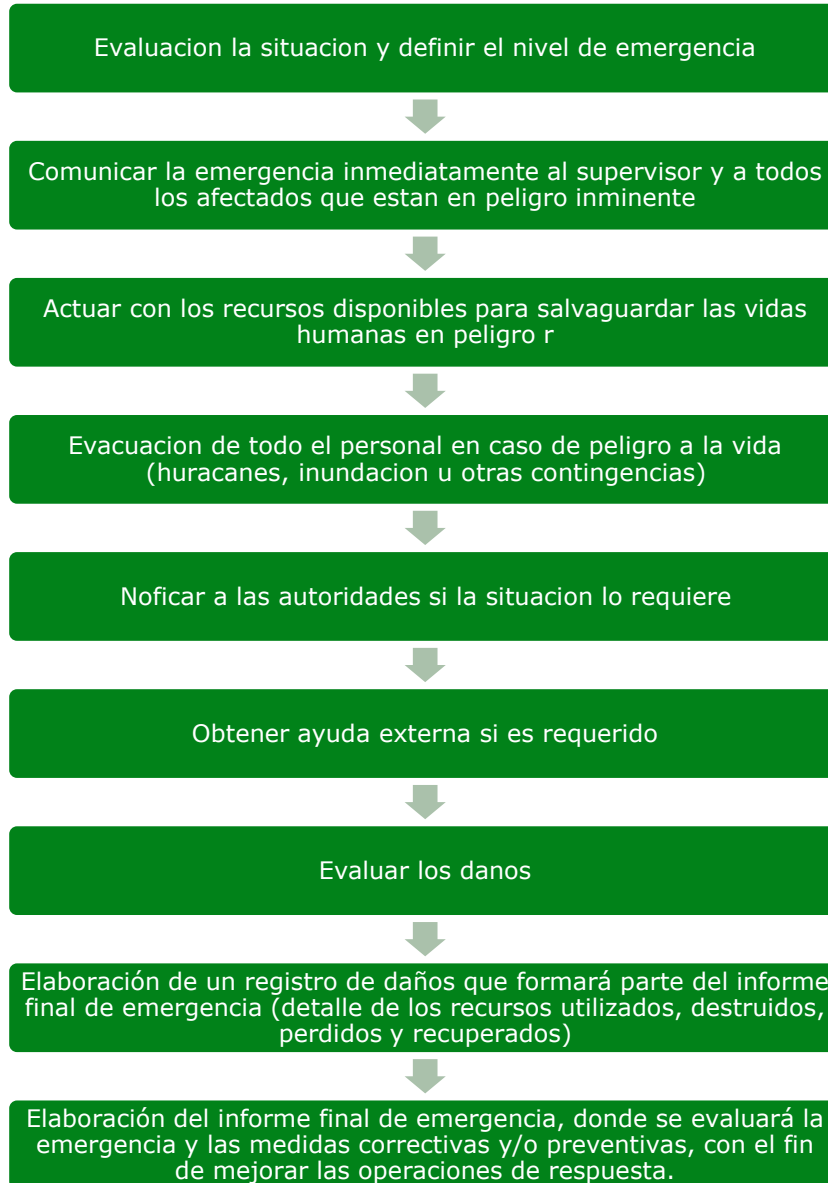 Evaluacion la situacion y definir el nivel de emergencia
Comunicar la emergencia inmediatamente al supervisor y a todos
los afectados que estan en peligro inminente
Actuar con los recursos disponibles para salvaguardar las vidas
humanas en peligro r
Evacuacion de todo el personal en caso de peligro a la vida
(huracanes, inundacion u otras contingencias)
Noficar a las autoridades si la situacion lo requiere
Obtener ayuda externa si es requerido
Evaluar los danos
Elaboración de un registro de daños que formará parte del informe
final de emergencia (detalle de los recursos utilizados, destruidos,
perdidos y recuperados)
Elaboración del informe final de emergencia, donde se evaluará la
emergencia y las medidas correctivas y/o preventivas, con el fin
de mejorar las operaciones de respuesta.